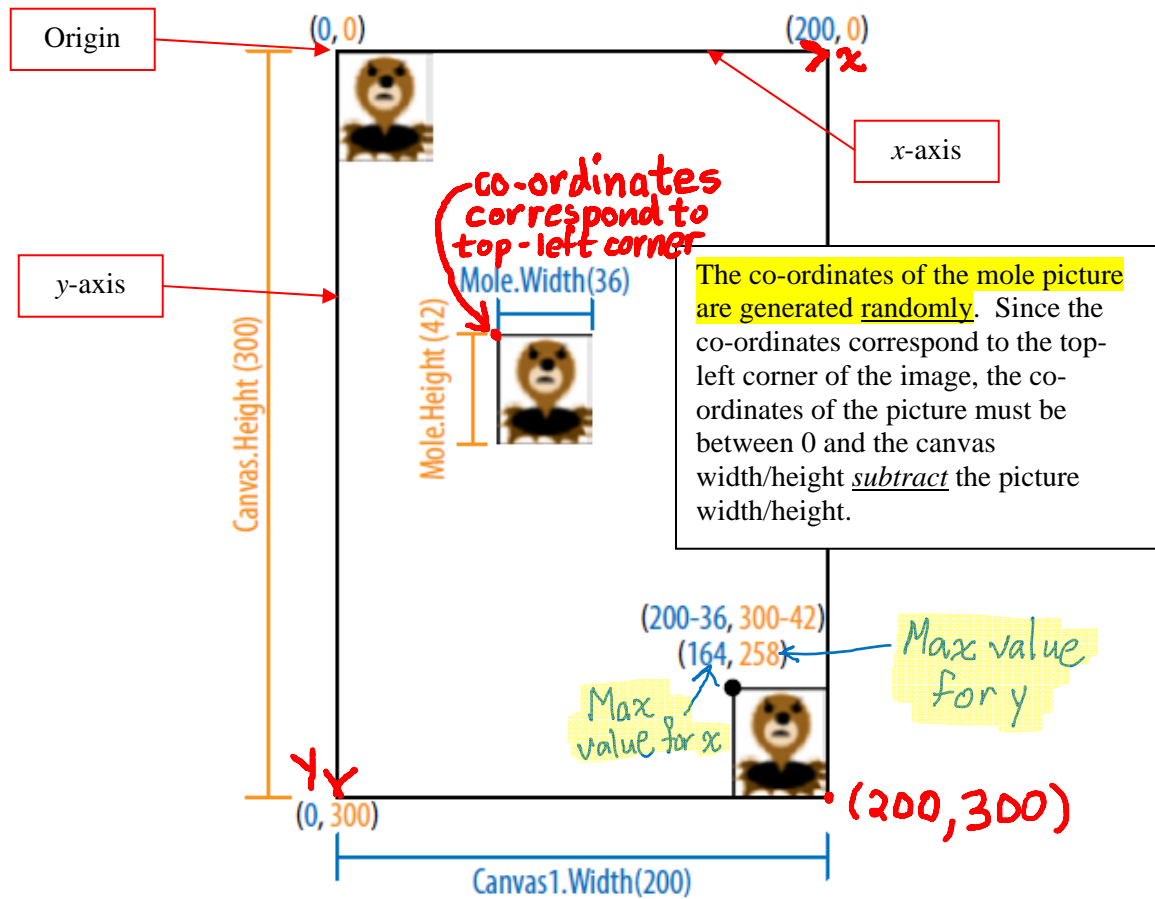 (0, 0)
(200, 0)
Origin
x
x-axis
co-ordinates
correspond to
top-left corner
y-axis
Mole.Width(36)
The co-ordinates of the mole picture
are generated randomly.  Since the
co-ordinates correspond to the top-
left corner of the image, the co-
ordinates of the picture must be
between 0 and the canvas
width/height subtract the picture
width/height.
Canvas.Height (300)
Mole.Height (42)
(200-36, 300-42)
(164, 258)
Max value
for y
Max
value for x
Y
(0, 300)
(200,300)
Canvas1.Width(200)